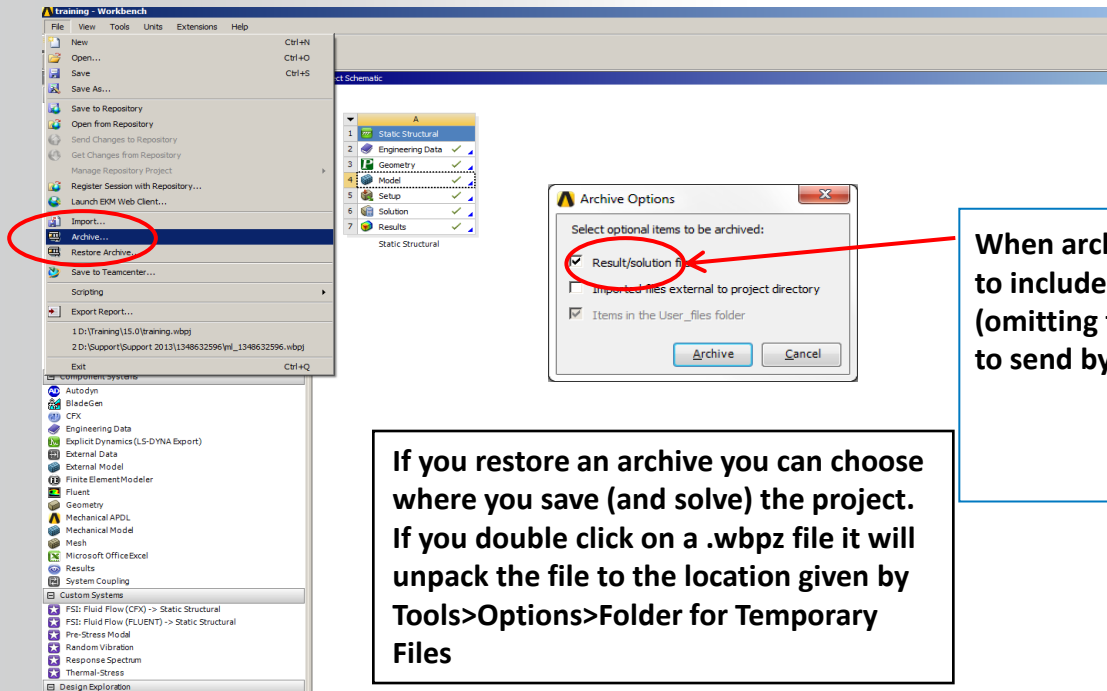 training - Workbench
File View Tools Units Extensions Help
New Ctrl+N
Open... Ctrl+O
Save Ctrl+S
Save As...
Save to Repository
Open from Repository
Send Changes to Repository
Get Changes from Repository
Manage Repository Project
Register Session with Repository...
Launch EKM Web Client...
Import...
Archive...
Restore Archive...
Save to Teamcenter...
Scripting
Export Report...
1 D:\Training\15.0\training.wbpj
2 D:\Support\Support 2013\1348632596\ml_1348632596.wbpj
Exit Ctrl+Q
Schematic
A
1 Static Structural
2 Engineering Data
3 Geometry
4 Model
5 Setup
6 Solution
7 Results
Static Structural
Archive Options
Select optional items to be archived:
Result/solution
Imported files external to project directory
Items in the User_files folder
Archive Cancel
When
to include
(omitting
to send by
If you restore an archive you can choose
where you save (and solve) the project.
If you double click on a .wbpz file it will
unpack the file to the location given by
Tools>Options>Folder for Temporary
Files
Component Systems
Autodyn
BladeGen
CFX
Engineering Data
Explicit Dynamics (LS-DYNA Export)
External Data
External Model
Finite Element Modeler
Fluent
Geometry
Mechanical APDL
Mechanical Model
Mesh
Microsoft Office Excel
Results
System Coupling
Custom Systems
FSI: Fluid Flow (CFX) -> Static Structural
FSI: Fluid Flow (FLUENT) -> Static Structural
Pre-Stress Modal
Random Vibration
Response Spectrum
Thermal-Stress
Design Exploration